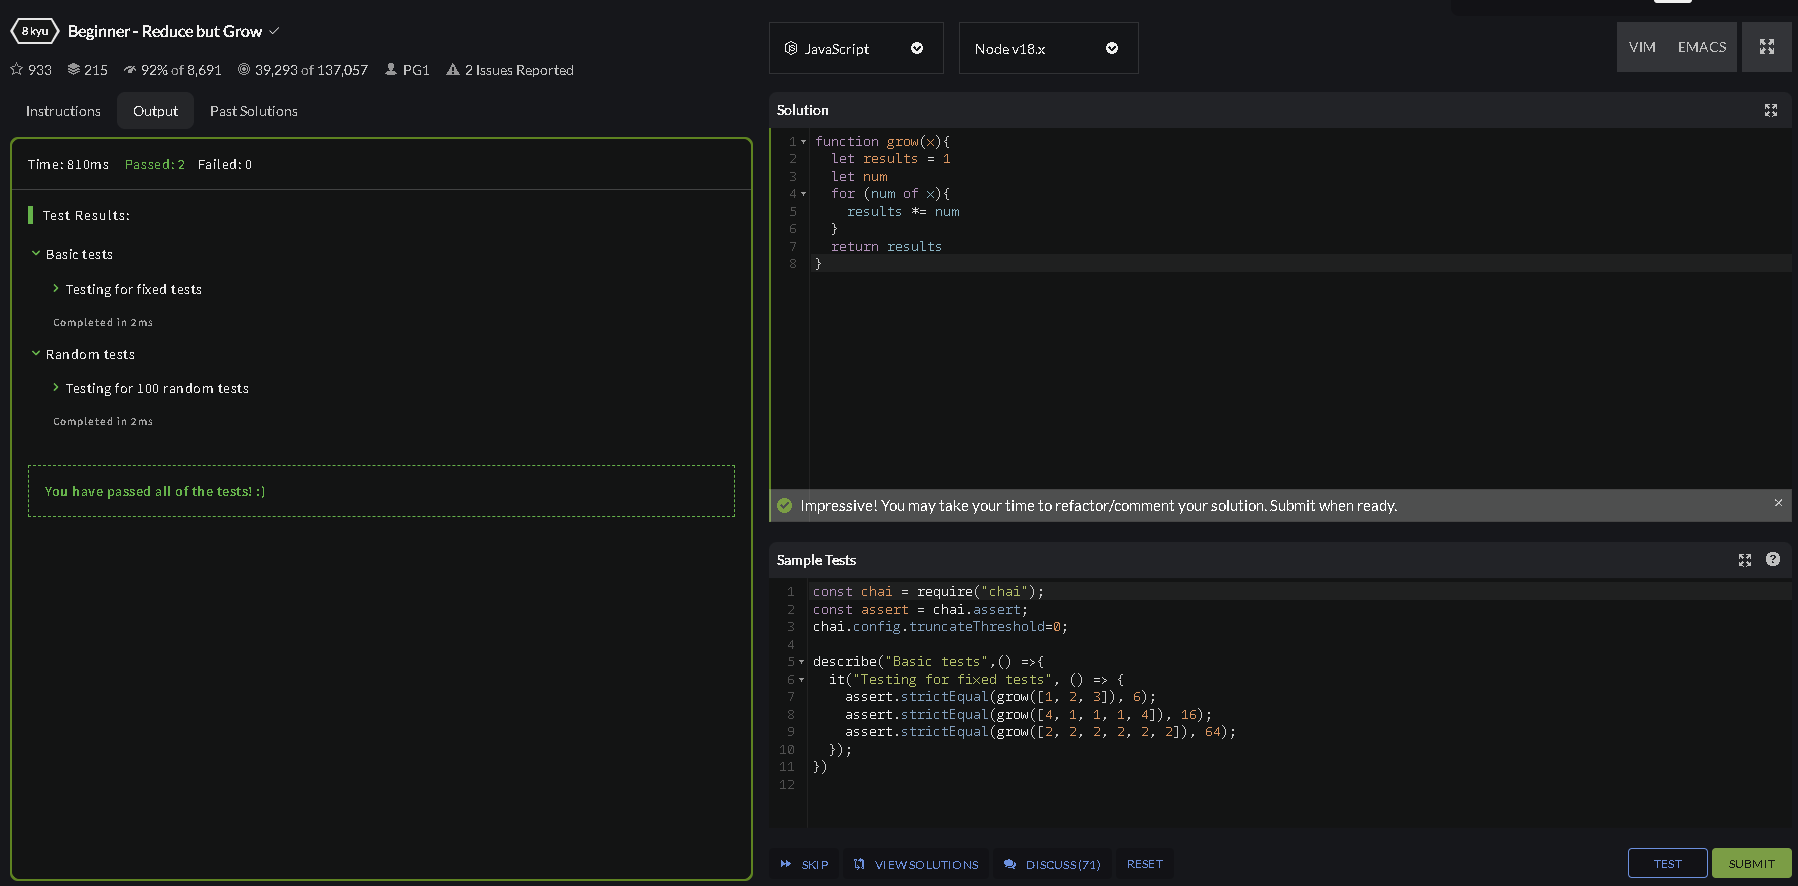 8 kyu Beginner - Reduce but Grow
933 215 92% of 8,691 39,293 of 137,057 PG1 2 Issues Reported
Instructions Output Past Solutions
Time: 810ms Passed: 2 Failed: 0
Test Results:
Basic tests
Testing for fixed tests
Completed in 2ms
Random tests
Testing for 100 random tests
Completed in 2ms
You have passed all of the tests! :)
JavaScript Node v18.x VIM EMACS
Solution
1 function grow(x){
2 let results = 1
3 let num
4 for (num of x){
5 results *= num
6 }
7 return results
8 }
Impressive! You may take your time to refactor/comment your solution. Submit when ready.
Sample Tests
1 const chai = require("chai");
2 const assert = chai.assert;
3 chai.config.truncateThreshold=0;
4
5 describe("Basic tests",() =>{
6 it("Testing for fixed tests", () => {
7 assert.strictEqual(grow([1, 2, 3]), 6);
8 assert.strictEqual(grow([4, 1, 1, 1, 4]), 16);
9 assert.strictEqual(grow([2, 2, 2, 2, 2, 2]), 64);
10 });
11 })
12
SKIP VIEW SOLUTIONS DISCUSS (71) RESET TEST SUBMIT